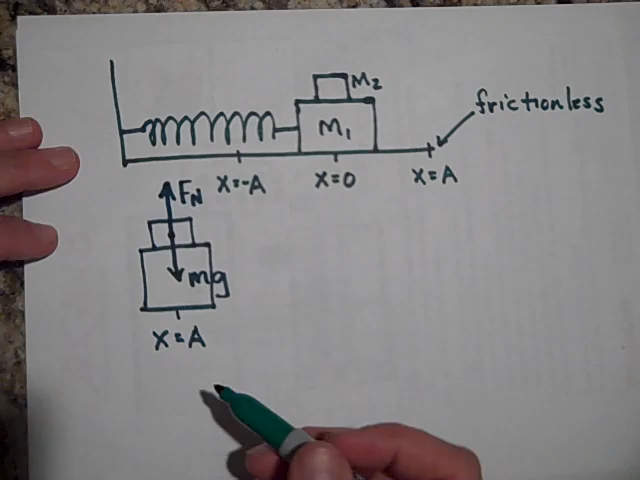 M2
frictionless
M1
X=-A
X=0
X=A
FN
mg
X=A